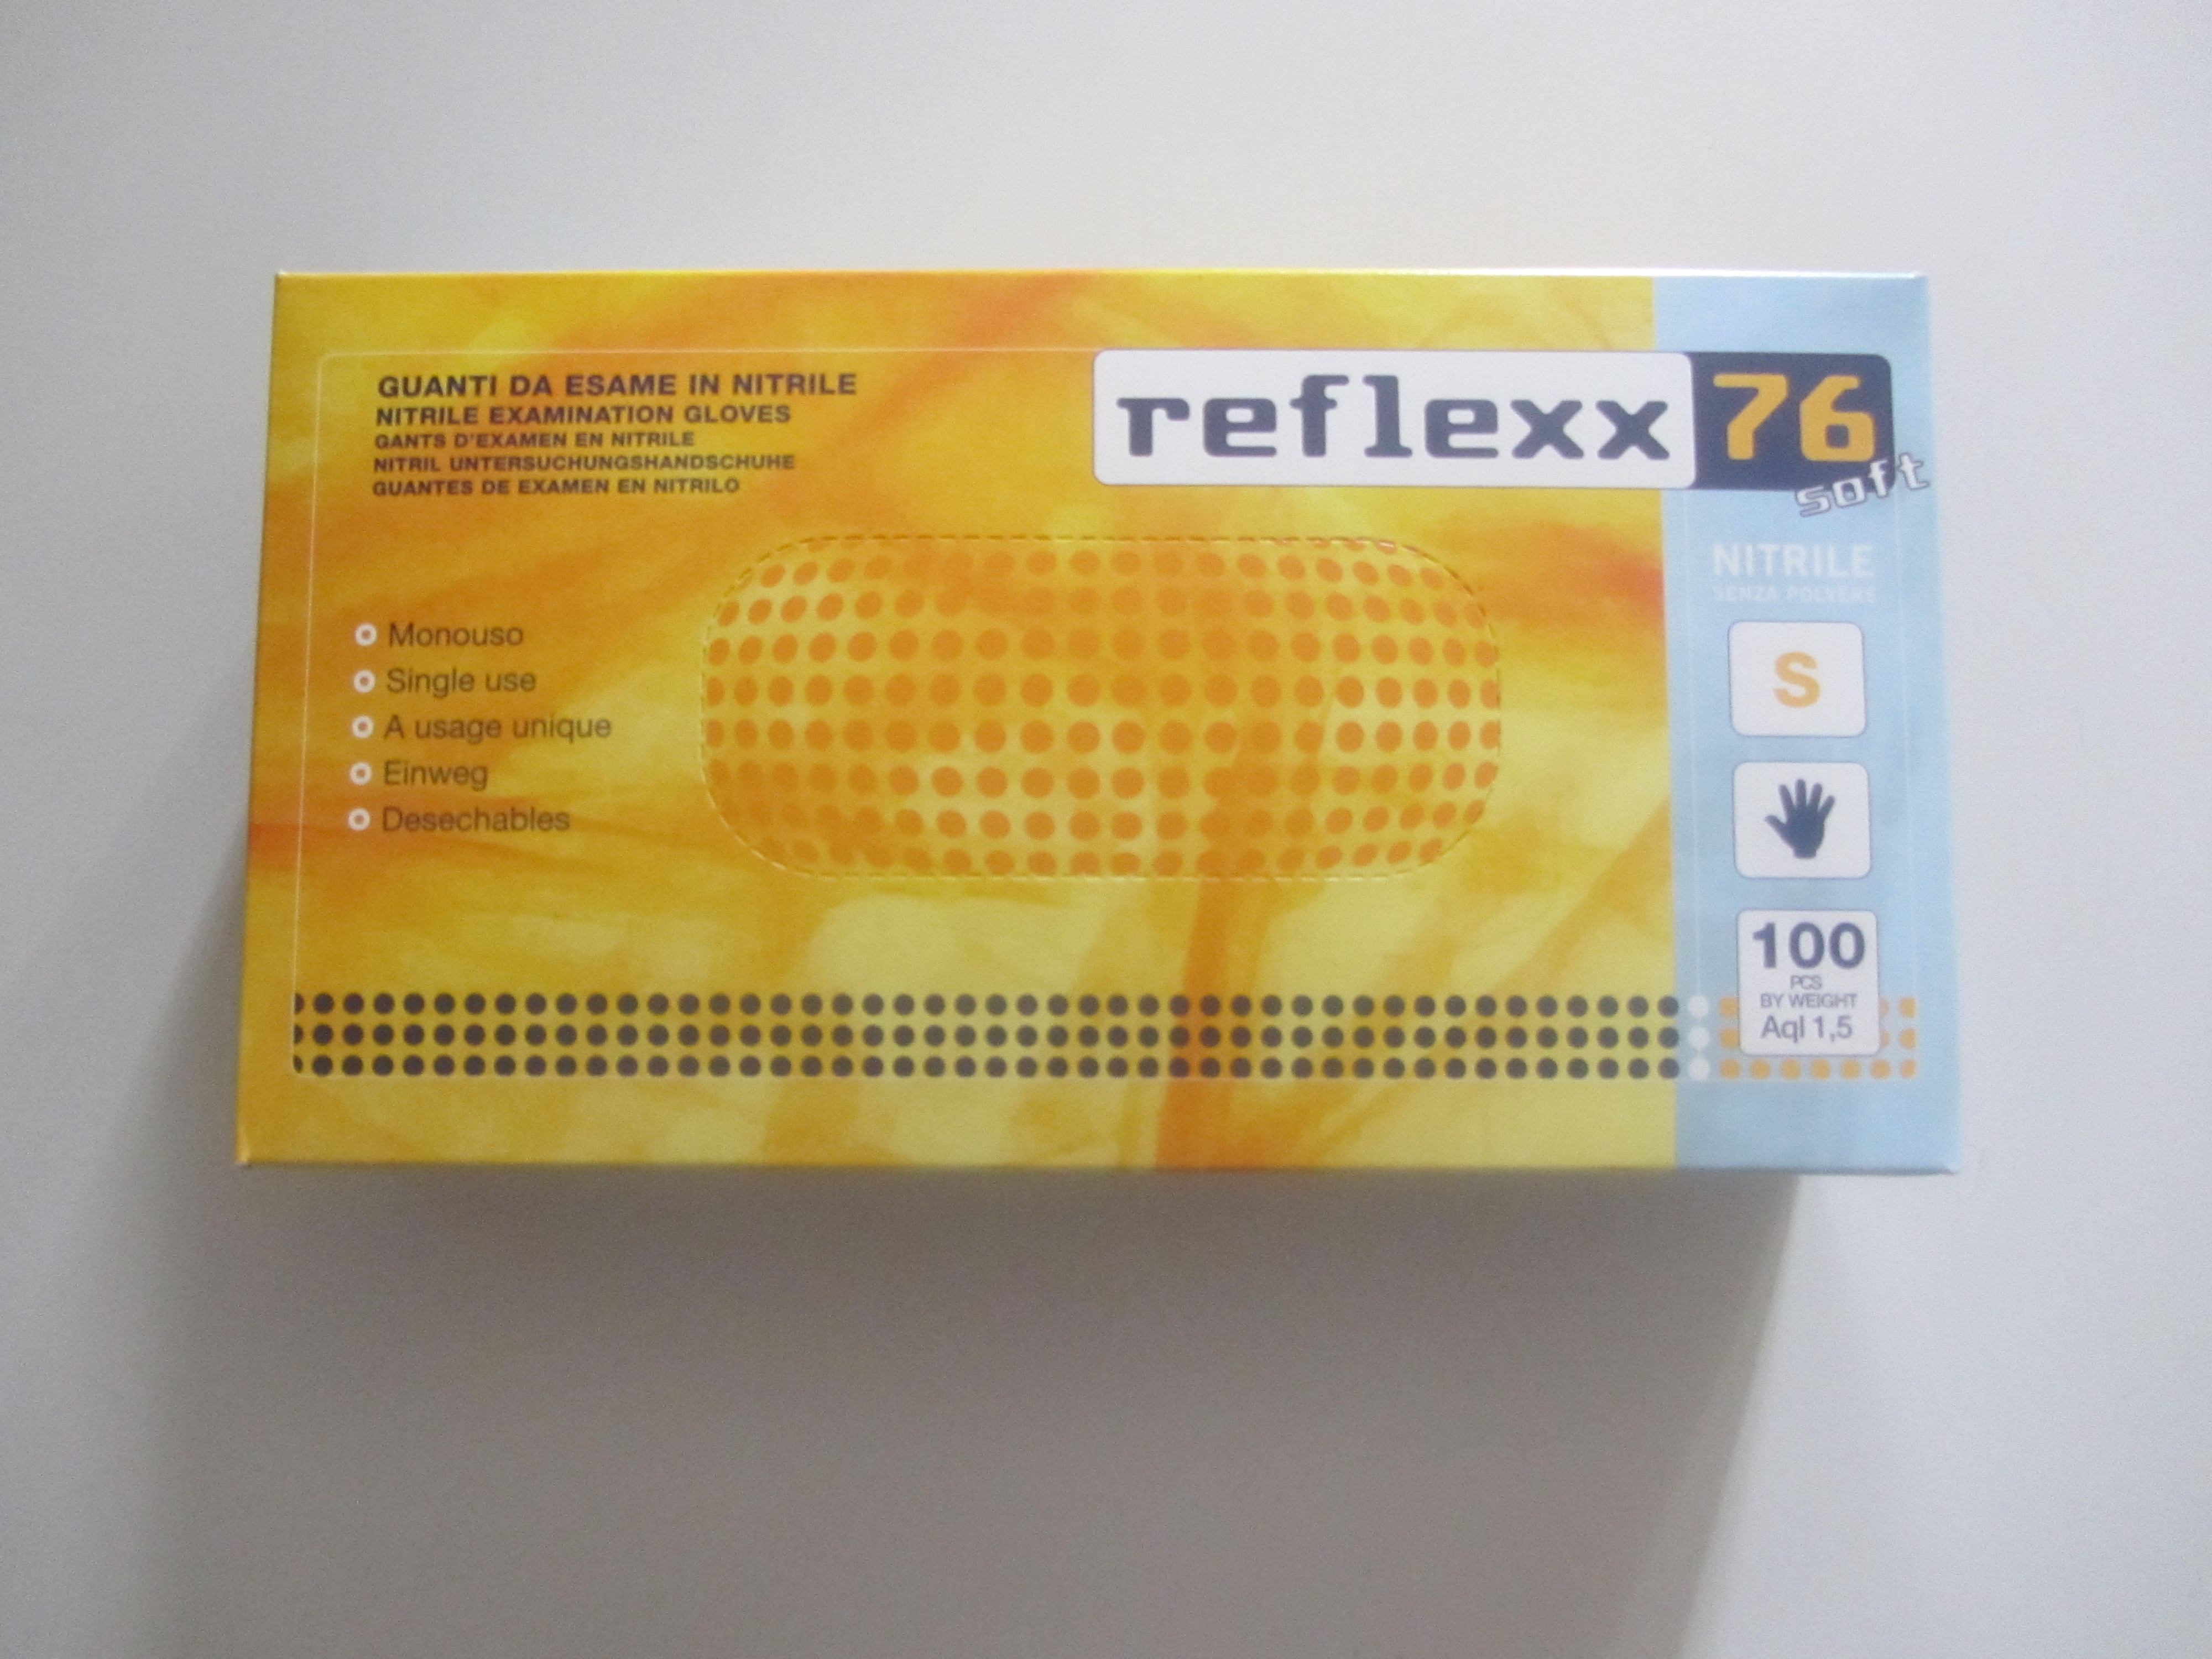 GUANTI DA ESAME IN NITRILE
NITRILE EXAMINATION GLOVES
GANTS D'EXAMEN EN NITRILE
NITRIL UNTERSUCHUNGSHANDSCHUHE
GUANTES DE EXAMEN EN NITRILO
reflexx 76
soft
NITRILE
SENZA POLVERE
Monouso
Single use
A usage unique
Einweg
Desechables
S
100
PCS
BY WEIGHT
Aql 1,5